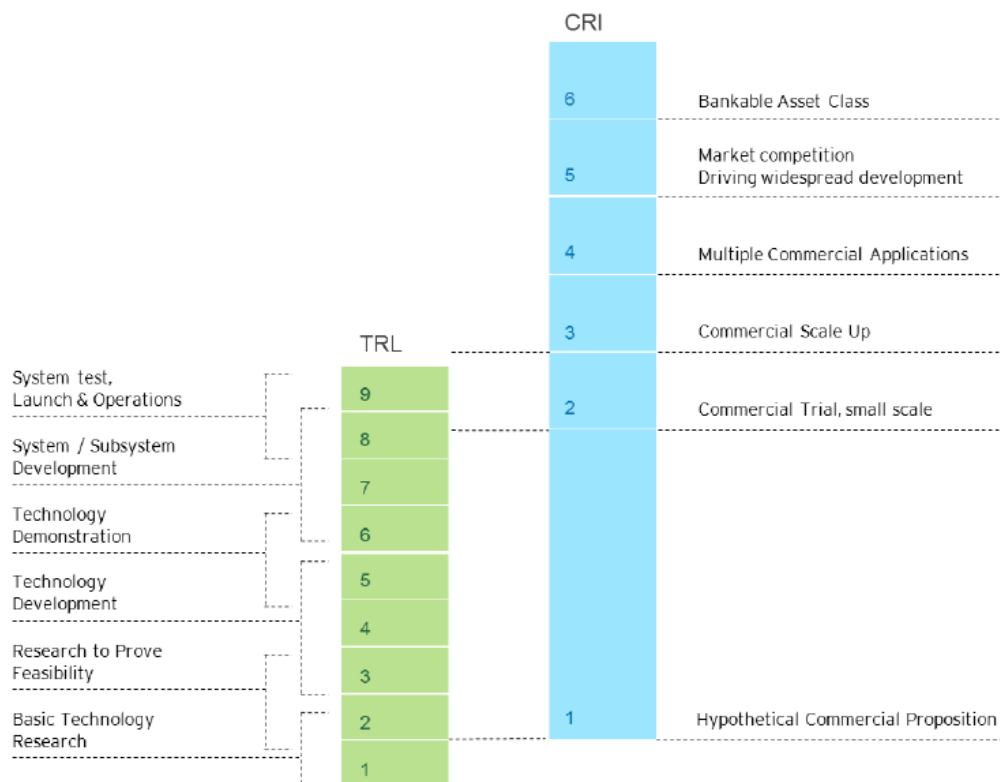 CRI
6
Bankable Asset Class
Market competition
5
Driving widespread development
4
Multiple Commercial Applications
3
Commercial Scale Up
TRL
System test,
Launch & Operations
9
2
Commercial Trial, small scale
System / Subsystem
Development
8
7
Technology
Demonstration
6
Technology
Development
5
4
Research to Prove
Feasibility
3
Basic Technology
Research
2
1
Hypothetical Commercial Proposition
1